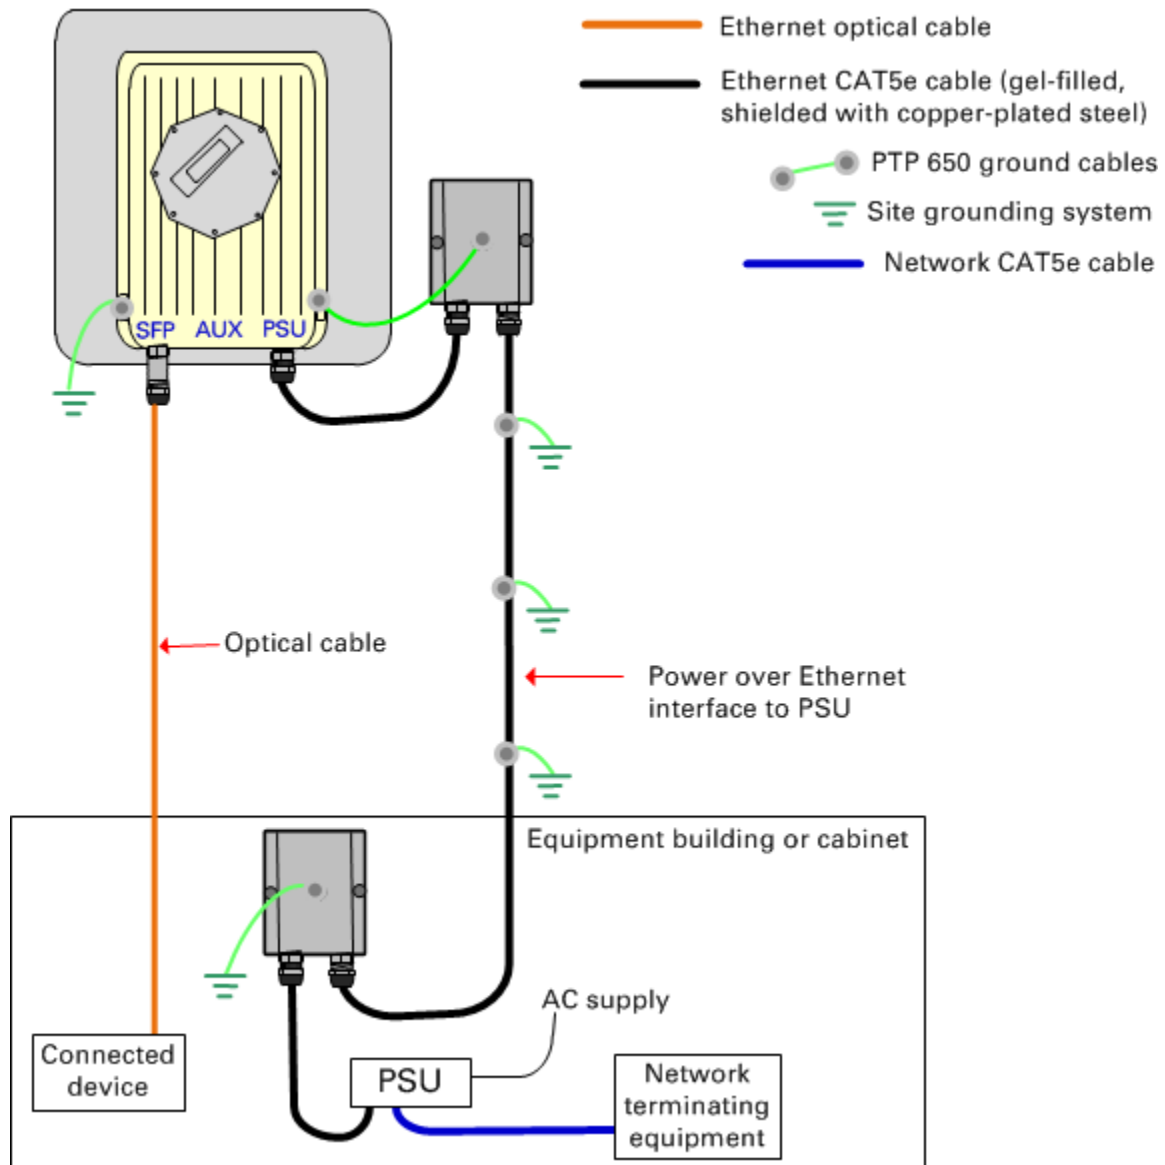 Ethernet optical cable
Ethernet CAT5e cable (gel-filled,
shielded with copper-plated steel)
PTP 650 ground cables
Site grounding system
Network CAT5e cable
SFP AUX PSU
Optical cable
Power over Ethernet
interface to PSU
Equipment building or cabinet
AC supply
Connected
device
PSU
Network
terminating
equipment